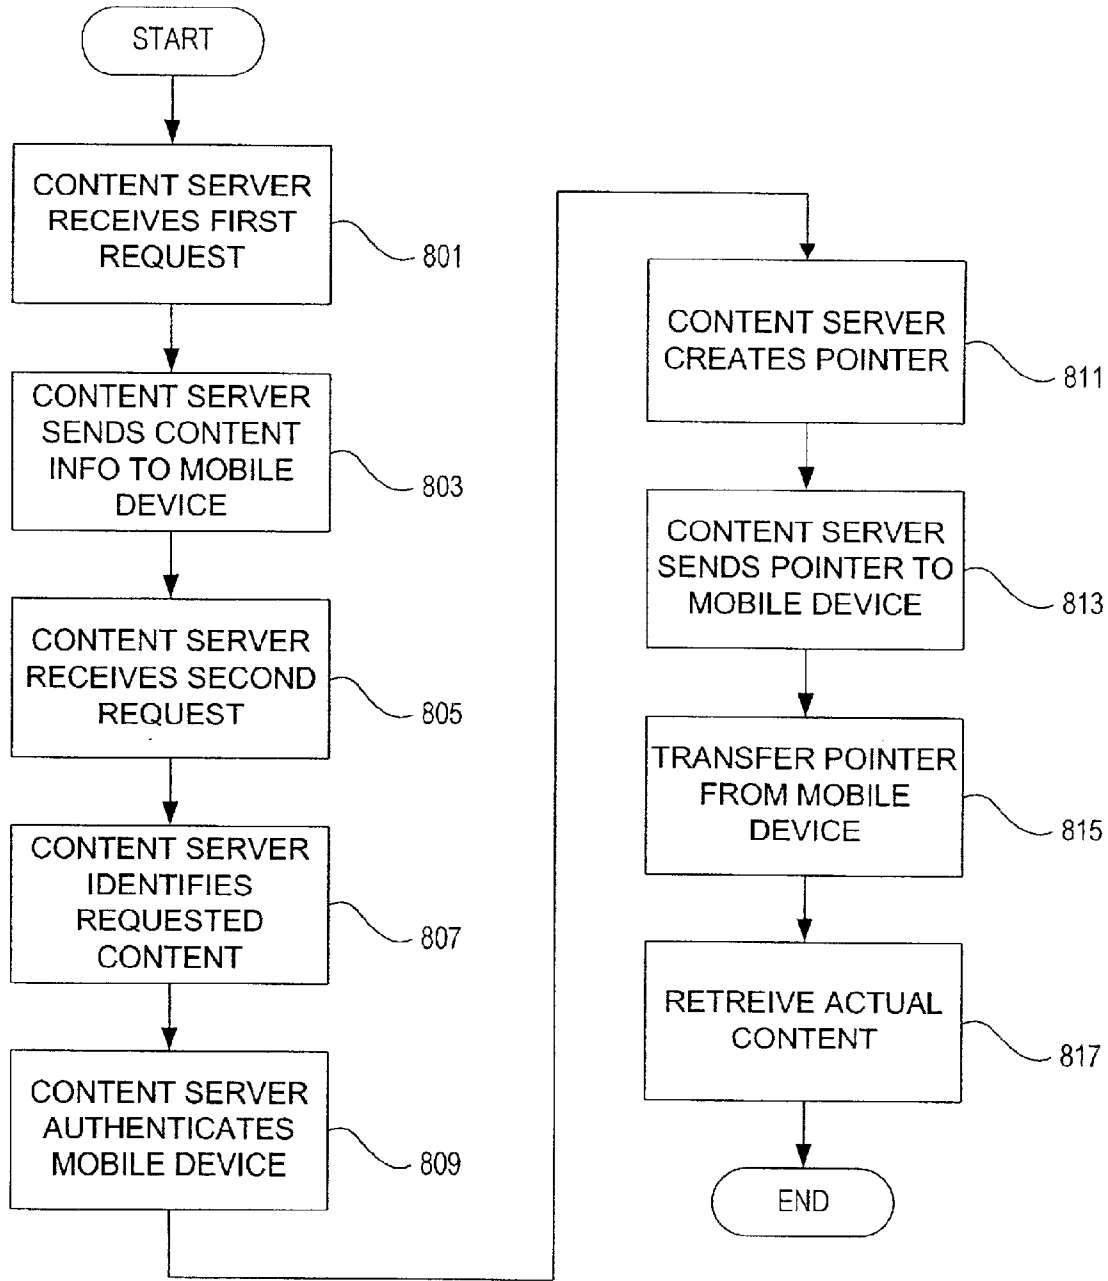 START
CONTENT SERVER
RECEIVES FIRST
REQUEST
801
CONTENT SERVER
SENDS CONTENT
INFO TO MOBILE
DEVICE
803
CONTENT SERVER
RECEIVES SECOND
REQUEST
805
CONTENT SERVER
IDENTIFIES
REQUESTED
CONTENT
807
CONTENT SERVER
AUTHENTICATES
MOBILE DEVICE
809
CONTENT SERVER
CREATES POINTER
811
CONTENT SERVER
SENDS POINTER TO
MOBILE DEVICE
813
TRANSFER POINTER
FROM MOBILE
DEVICE
815
RETREIVE ACTUAL
CONTENT
817
END